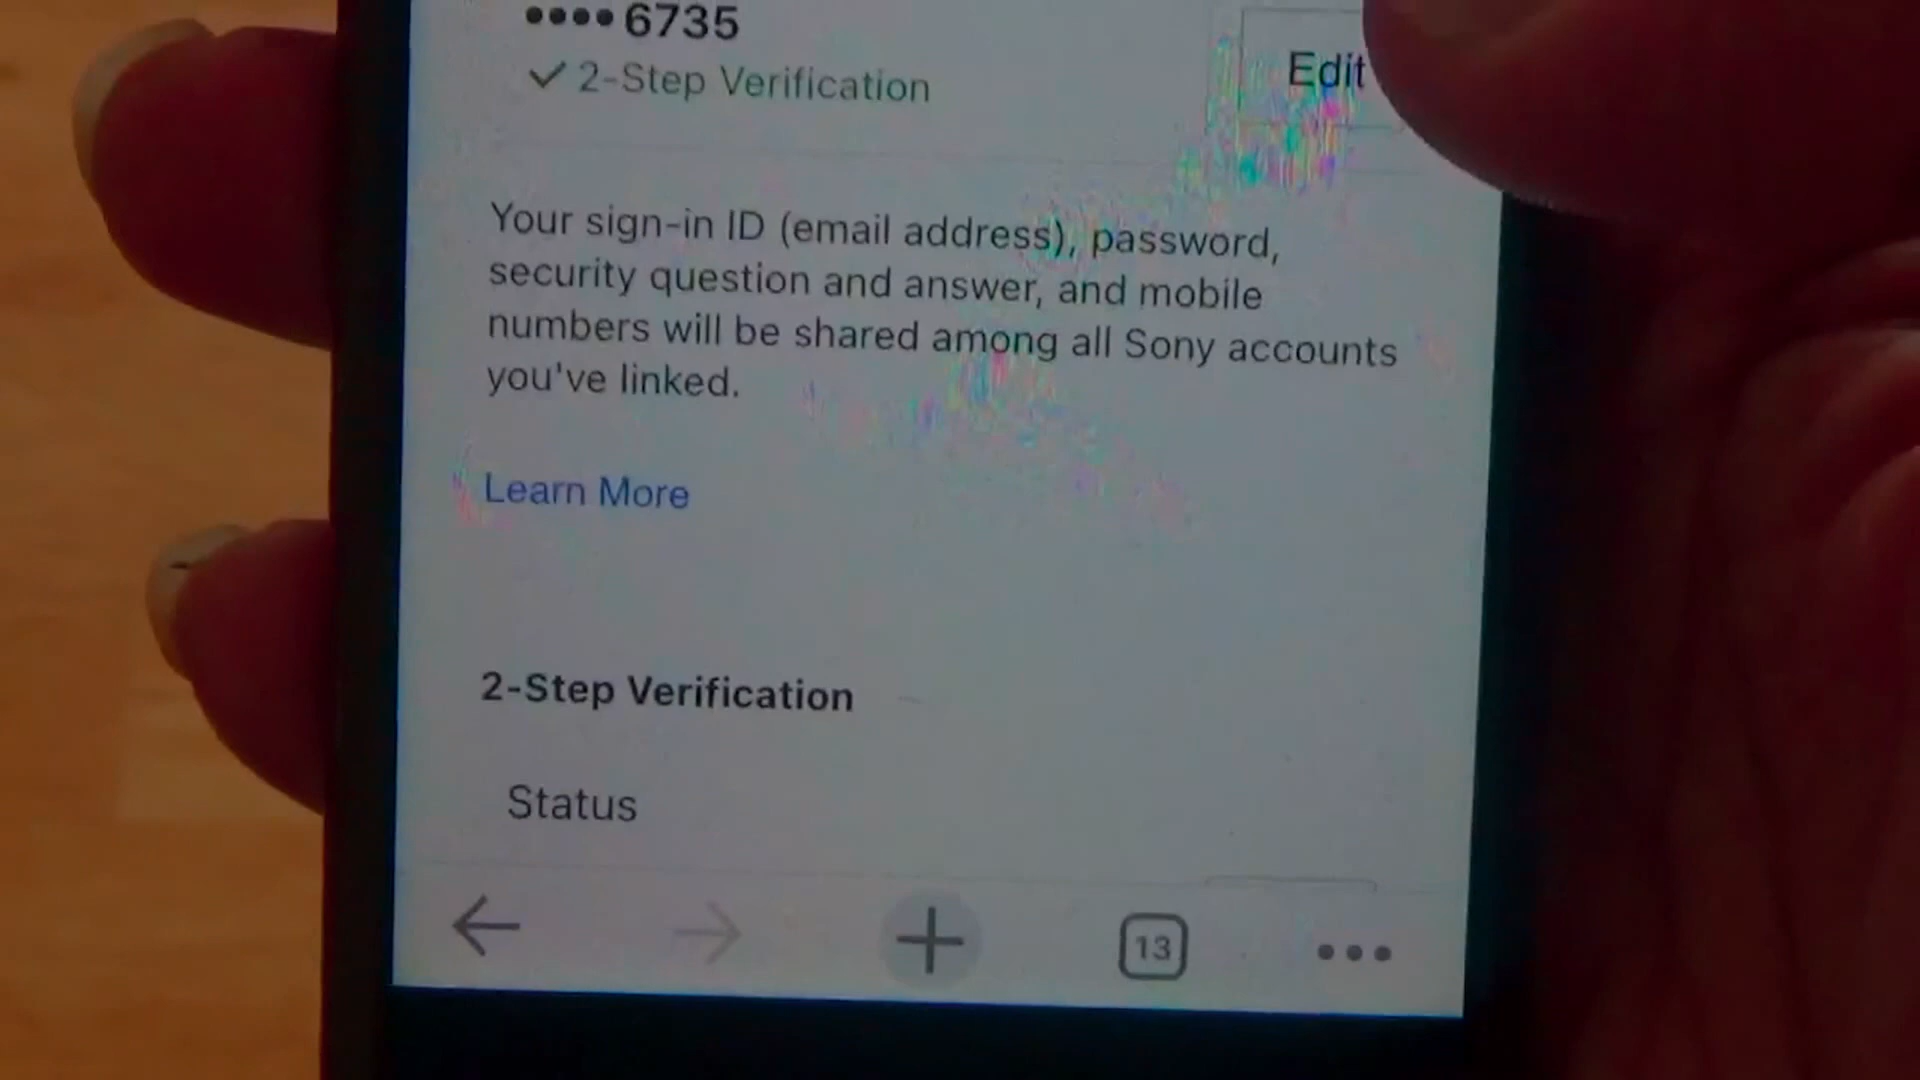 ••••6735
✓ 2-Step Verification
Edit
Your sign-in ID (email address), password,
security question and answer, and mobile
numbers will be shared among all Sony accounts
you've linked.
Learn More
2-Step Verification
Status
13